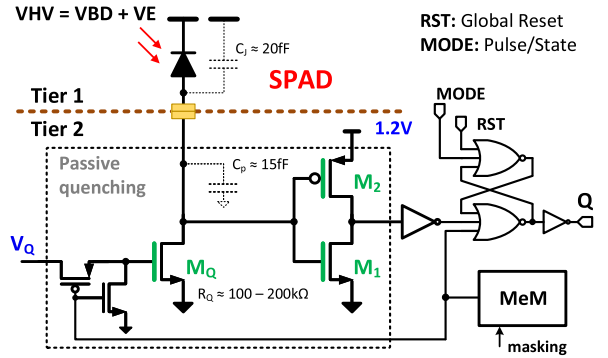 VHV = VBD + VE
RST: Global Reset
MODE: Pulse/State
Cj ≈ 20fF
SPAD
Tier 1
Tier 2
MODE
RST
1.2V
Passive
quenching
Cp ≈ 15fF
M2
Q
VQ
MQ
M1
RQ ≈ 100 – 200kΩ
MeM
masking